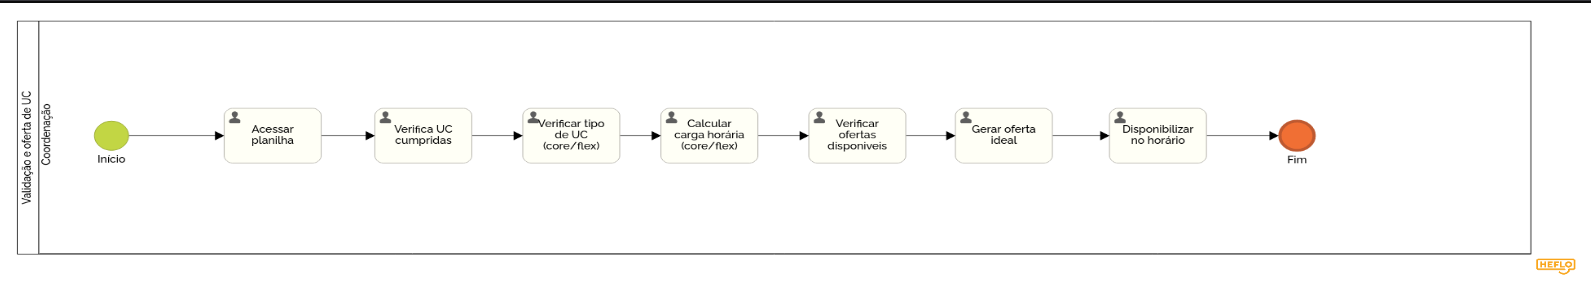 Validação e oferta de UC
Coordenação
Início
Acessar
planilha
Verifica UC
cumpridas
Verificar tipo
de UC
(core/flex)
Calcular
carga horária
(core/flex)
Verificar
ofertas
disponiveis
Gerar oferta
ideal
Disponibilizar
no horário
Fim
HEFLO